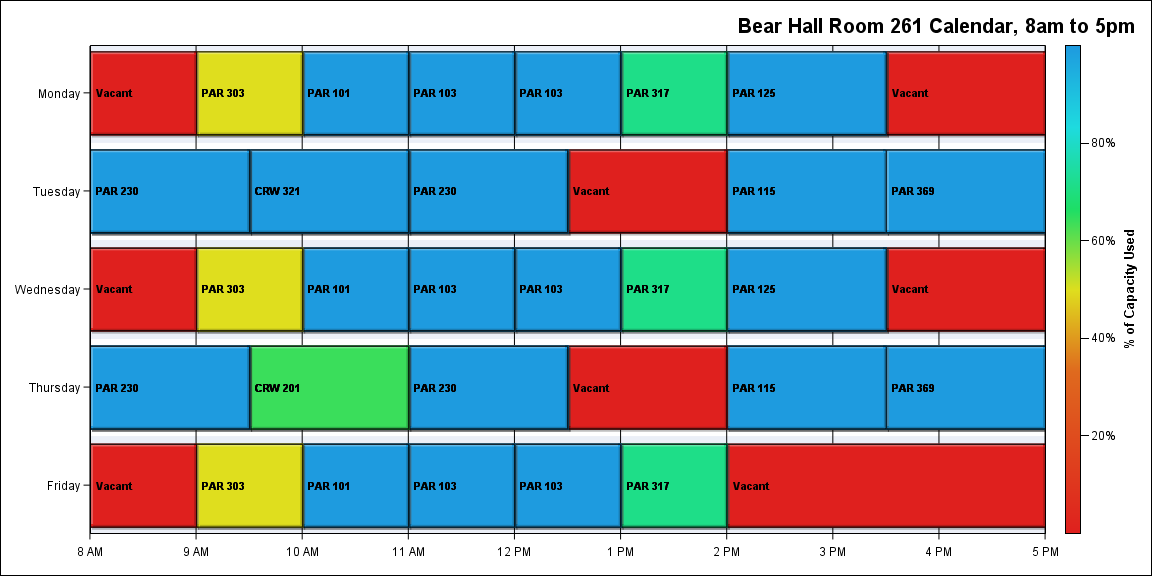 Bear Hall Room 261 Calendar, 8am to 5pm
Monday
Vacant
PAR 303
PAR 101
PAR 103
PAR 103
PAR 317
PAR 125
Vacant
Tuesday
PAR 230
CRW 321
PAR 230
Vacant
PAR 115
PAR 369
Wednesday
Vacant
PAR 303
PAR 101
PAR 103
PAR 103
PAR 317
PAR 125
Vacant
Thursday
PAR 230
CRW 201
PAR 230
Vacant
PAR 115
PAR 369
Friday
Vacant
PAR 303
PAR 101
PAR 103
PAR 103
PAR 317
Vacant
8 AM
9 AM
10 AM
11 AM
12 PM
1 PM
2 PM
3 PM
4 PM
5 PM
80%
60%
40%
20%
% of Capacity Used